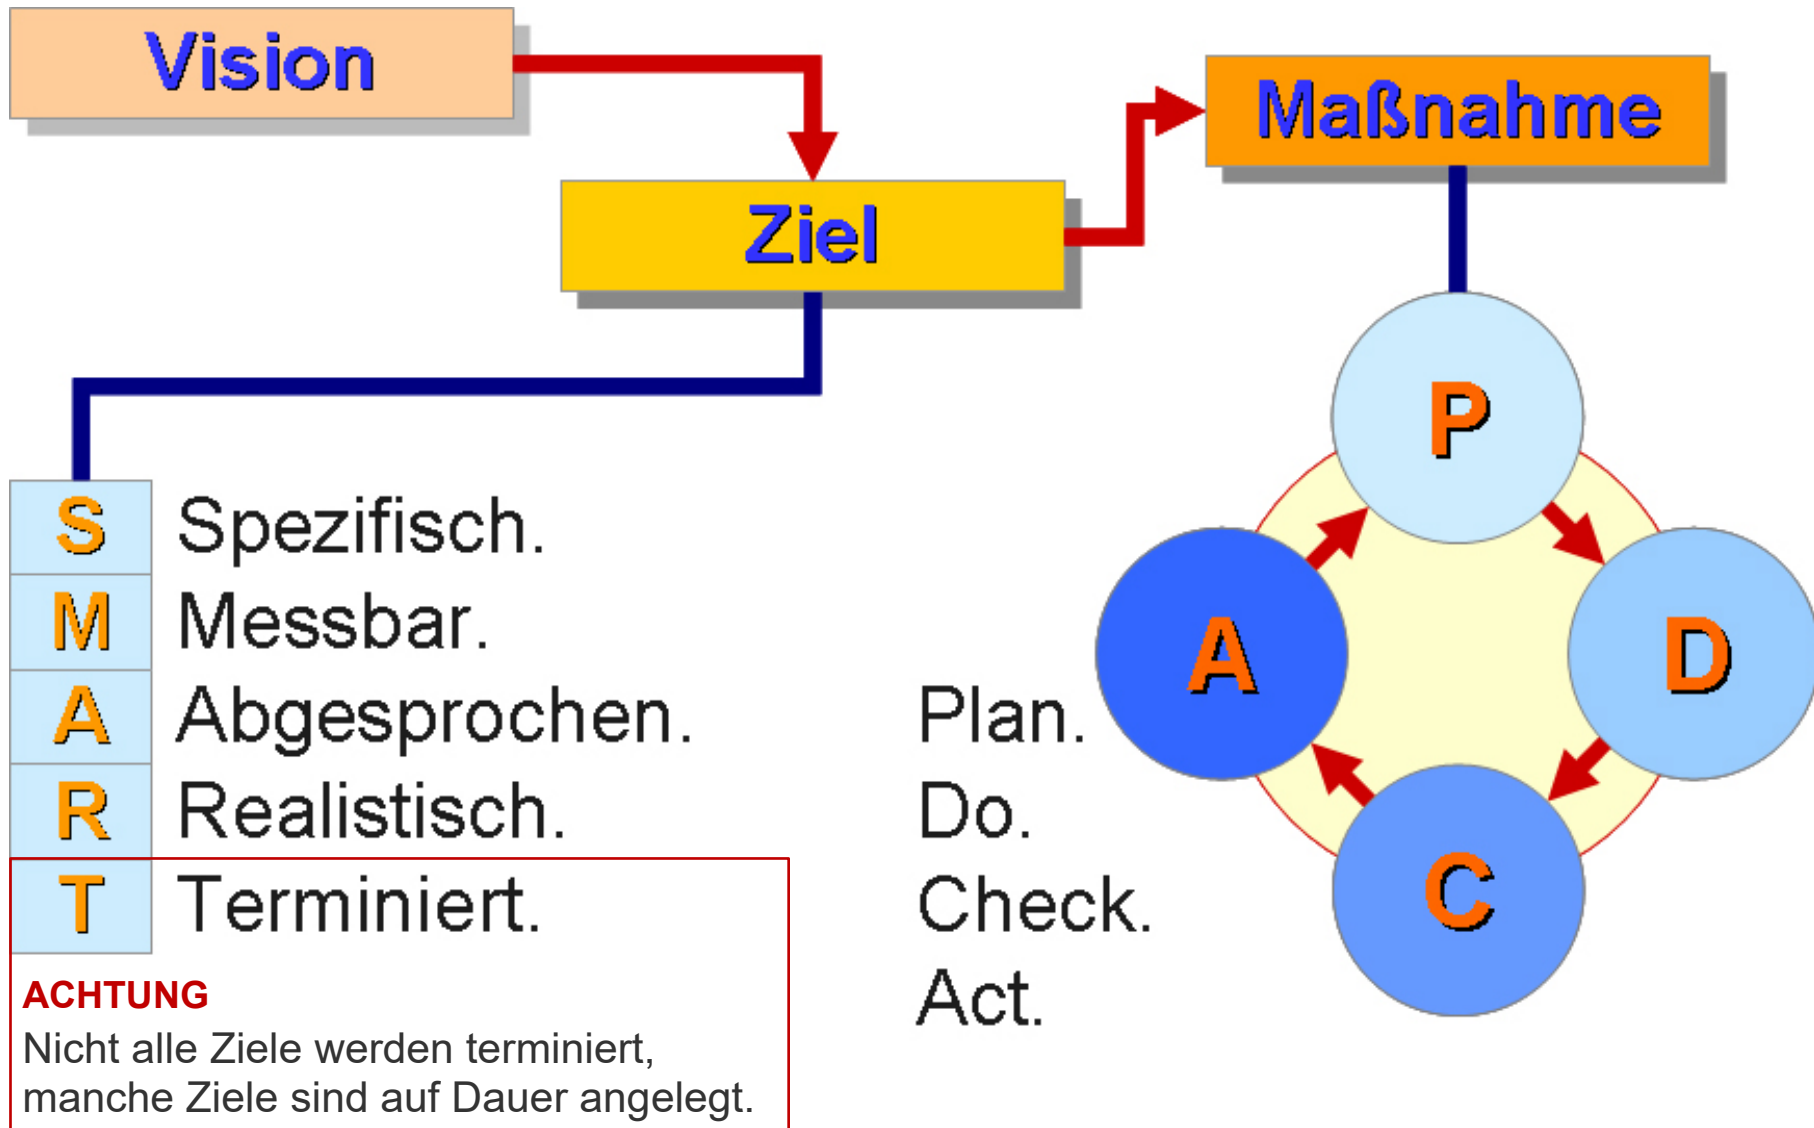 Vision
Ziel
Maßnahme
S Spezifisch.
M Messbar.
A Abgesprochen.
R Realistisch.
T Terminiert.
ACHTUNG
Nicht alle Ziele werden terminiert,
manche Ziele sind auf Dauer angelegt.
Plan.
Do.
Check.
Act.
P
D
C
A